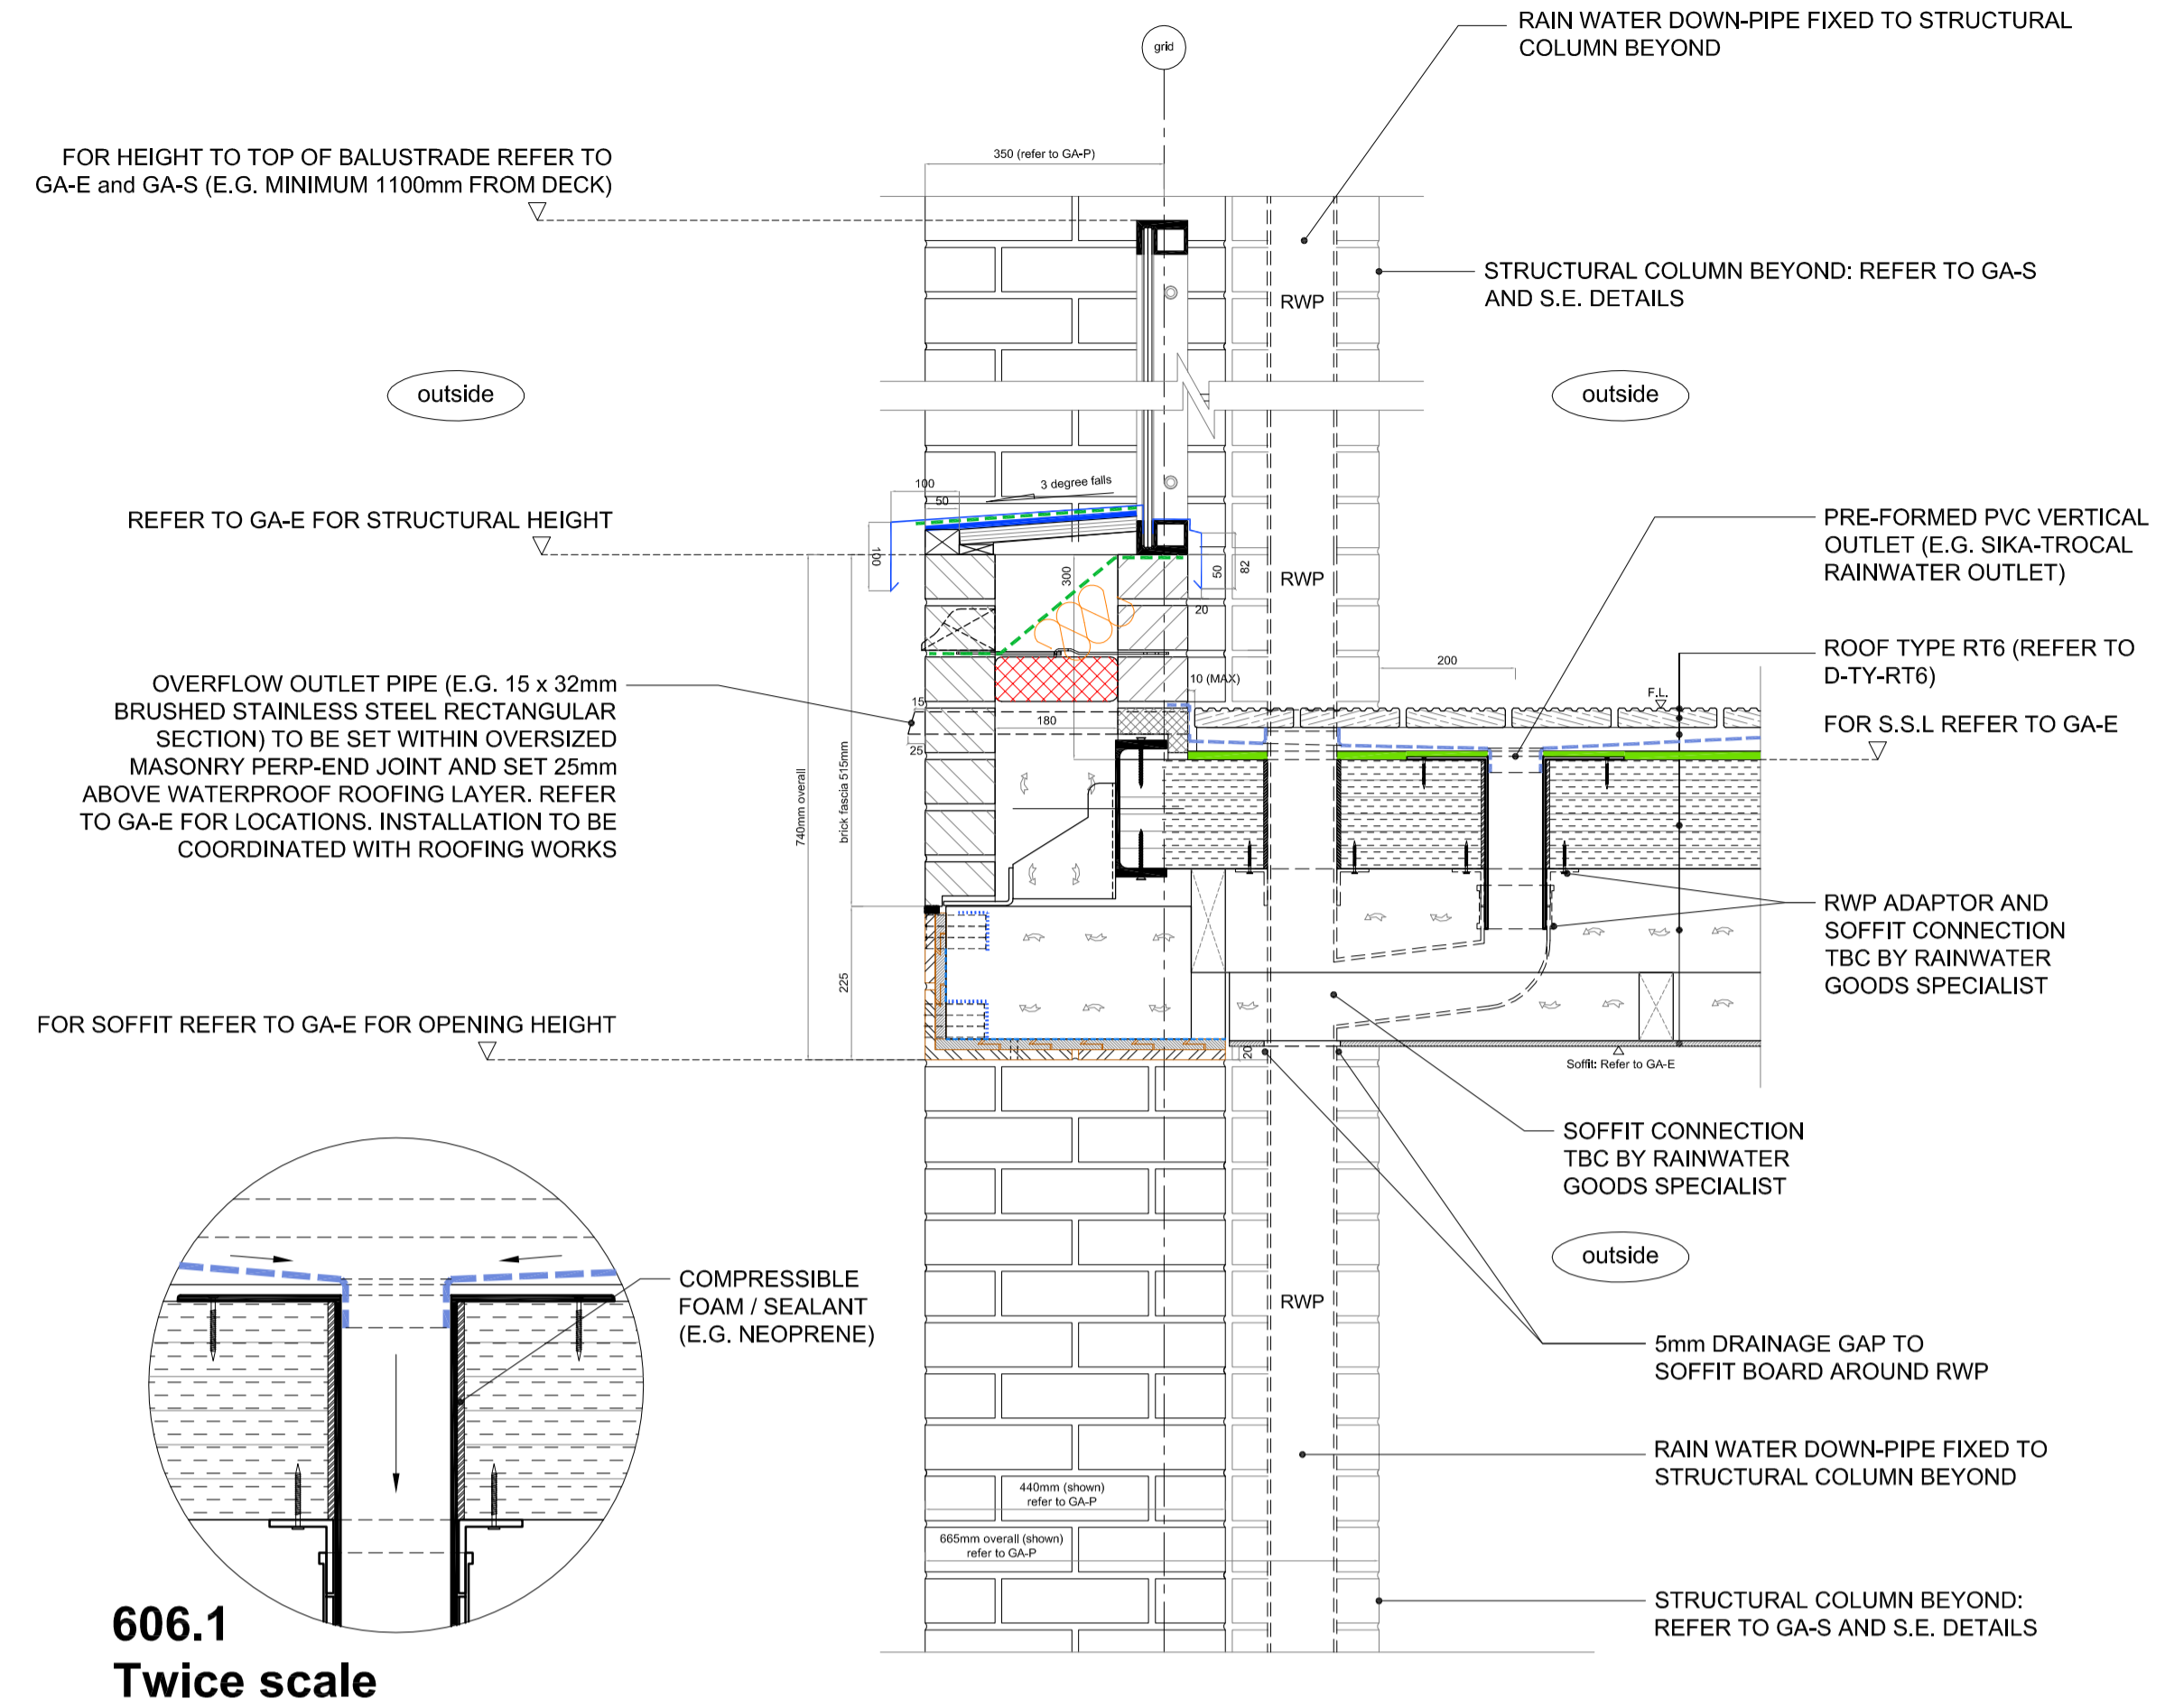 RAIN WATER DOWN-PIPE FIXED TO STRUCTURAL
COLUMN BEYOND
grid
FOR HEIGHT TO TOP OF BALUSTRADE REFER TO
GA-E and GA-S (E.G. MINIMUM 1100mm FROM DECK)
350 (refer to GA-P)
STRUCTURAL COLUMN BEYOND: REFER TO GA-S
AND S.E. DETAILS
RWP
outside
outside
100
50
3 degree falls
REFER TO GA-E FOR STRUCTURAL HEIGHT
100
300
50
82
20
RWP
PRE-FORMED PVC VERTICAL
OUTLET (E.G. SIKA-TROCAL
RAINWATER OUTLET)
ROOF TYPE RT6 (REFER TO
D-TY-RT6)
200
F.L.
10 (MAX)
FOR S.S.L REFER TO GA-E
OVERFLOW OUTLET PIPE (E.G. 15 x 32mm
BRUSHED STAINLESS STEEL RECTANGULAR
SECTION) TO BE SET WITHIN OVERSIZED
MASONRY PERP-END JOINT AND SET 25mm
ABOVE WATERPROOF ROOFING LAYER. REFER
TO GA-E FOR LOCATIONS. INSTALLATION TO BE
COORDINATED WITH ROOFING WORKS
15
180
25
740mm overall
brick fascia 515mm
225
RWP ADAPTOR AND
SOFFIT CONNECTION
TBC BY RAINWATER
GOODS SPECIALIST
FOR SOFFIT REFER TO GA-E FOR OPENING HEIGHT
20
Soffit: Refer to GA-E
SOFFIT CONNECTION
TBC BY RAINWATER
GOODS SPECIALIST
outside
COMPRESSIBLE
FOAM / SEALANT
(E.G. NEOPRENE)
RWP
5mm DRAINAGE GAP TO
SOFFIT BOARD AROUND RWP
RAIN WATER DOWN-PIPE FIXED TO
STRUCTURAL COLUMN BEYOND
440mm (shown)
refer to GA-P
665mm overall (shown)
refer to GA-P
STRUCTURAL COLUMN BEYOND:
REFER TO GA-S AND S.E. DETAILS
606.1
Twice scale